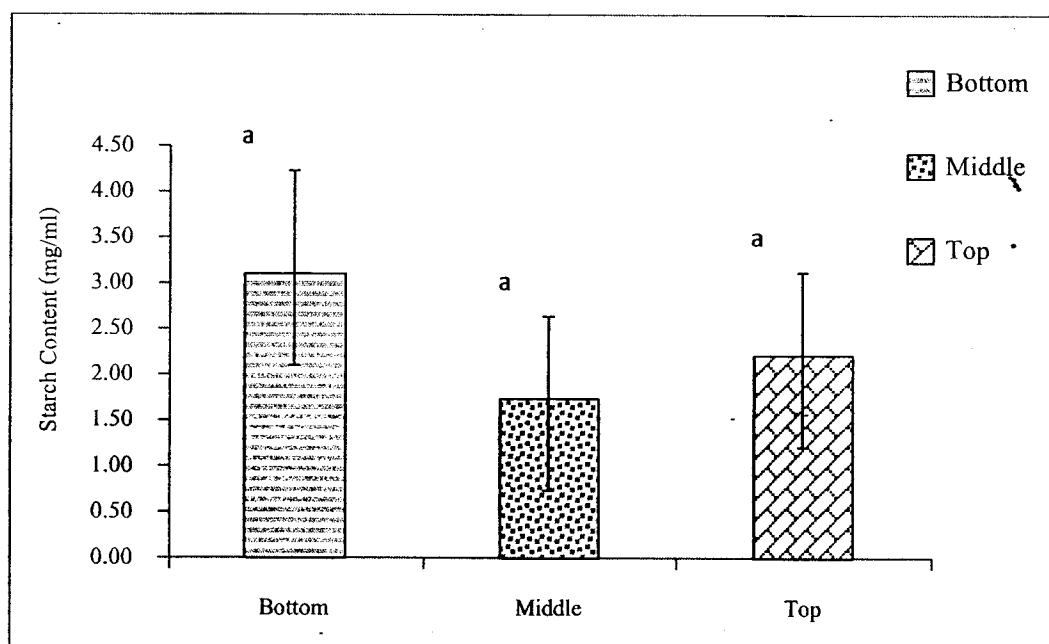 Bottom
Middle
Top
Starch Content (mg/ml)
4.50
4.00
3.50
3.00
2.50
2.00
1.50
1.00
0.50
0.00
a
a
a
Bottom
Middle
Top